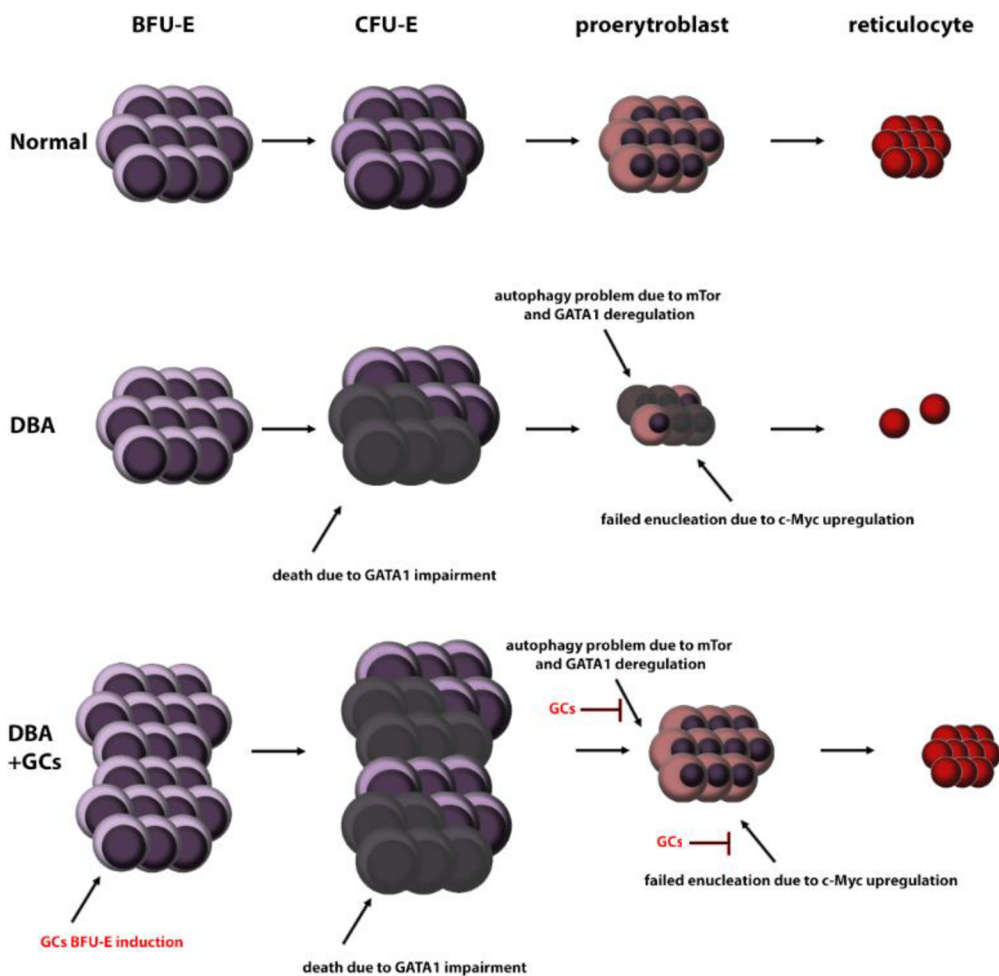 BFU-E
CFU-E
proerytroblast
reticulocyte
Normal
autophagy problem due to mTor
and GATA1 deregulation
DBA
failed enucleation due to c-Myc upregulation
death due to GATA1 impairment
autophagy problem due to mTor
and GATA1 deregulation
GCs
DBA
+GCs
GCs
failed enucleation due to c-Myc upregulation
GCs BFU-E induction
death due to GATA1 impairment